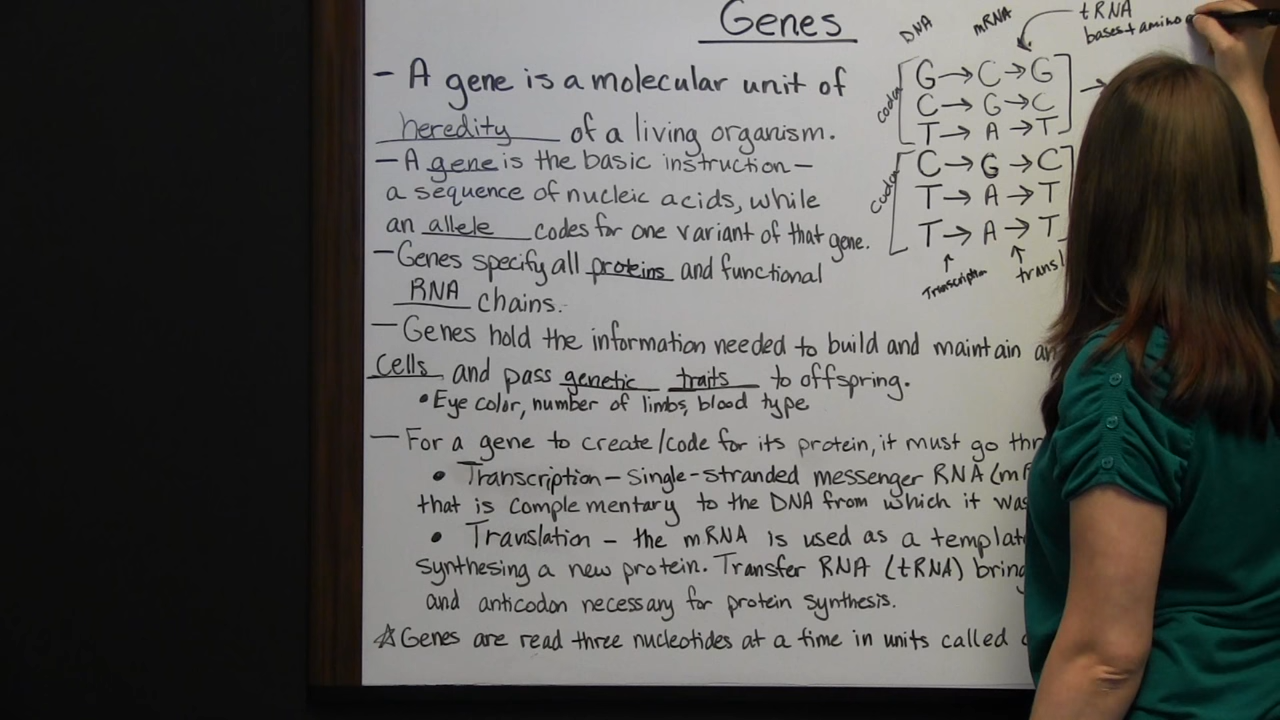 Genes
- A gene is a molecular unit of
heredity of a living organism.
- A gene is the basic instruction -
a sequence of nucleic acids, while
an allele codes for one variant of that gene.
- Genes specify all proteins and functional
RNA chains.
- Genes hold the information needed to build and maintain an
cells and pass genetic traits to offspring.
• Eye color, number of limbs, blood type
- For a gene to create/code for its protein, it must go thr
• Transcription - Single-stranded messenger RNA (mR
that is complementary to the DNA from which it was
• Translation - the mRNA is used as a templat
synthesing a new protein. Transfer RNA (tRNA) bring
and anticodon necessary for protein synthesis.
☆ Genes are read three nucleotides at a time in units called c
DNA mRNA tRNA
bases + amino
codon
G → C → G
C → G → C
T → A → T
codon
C → G → C
T → A → T
T → A → T
Transcription transl